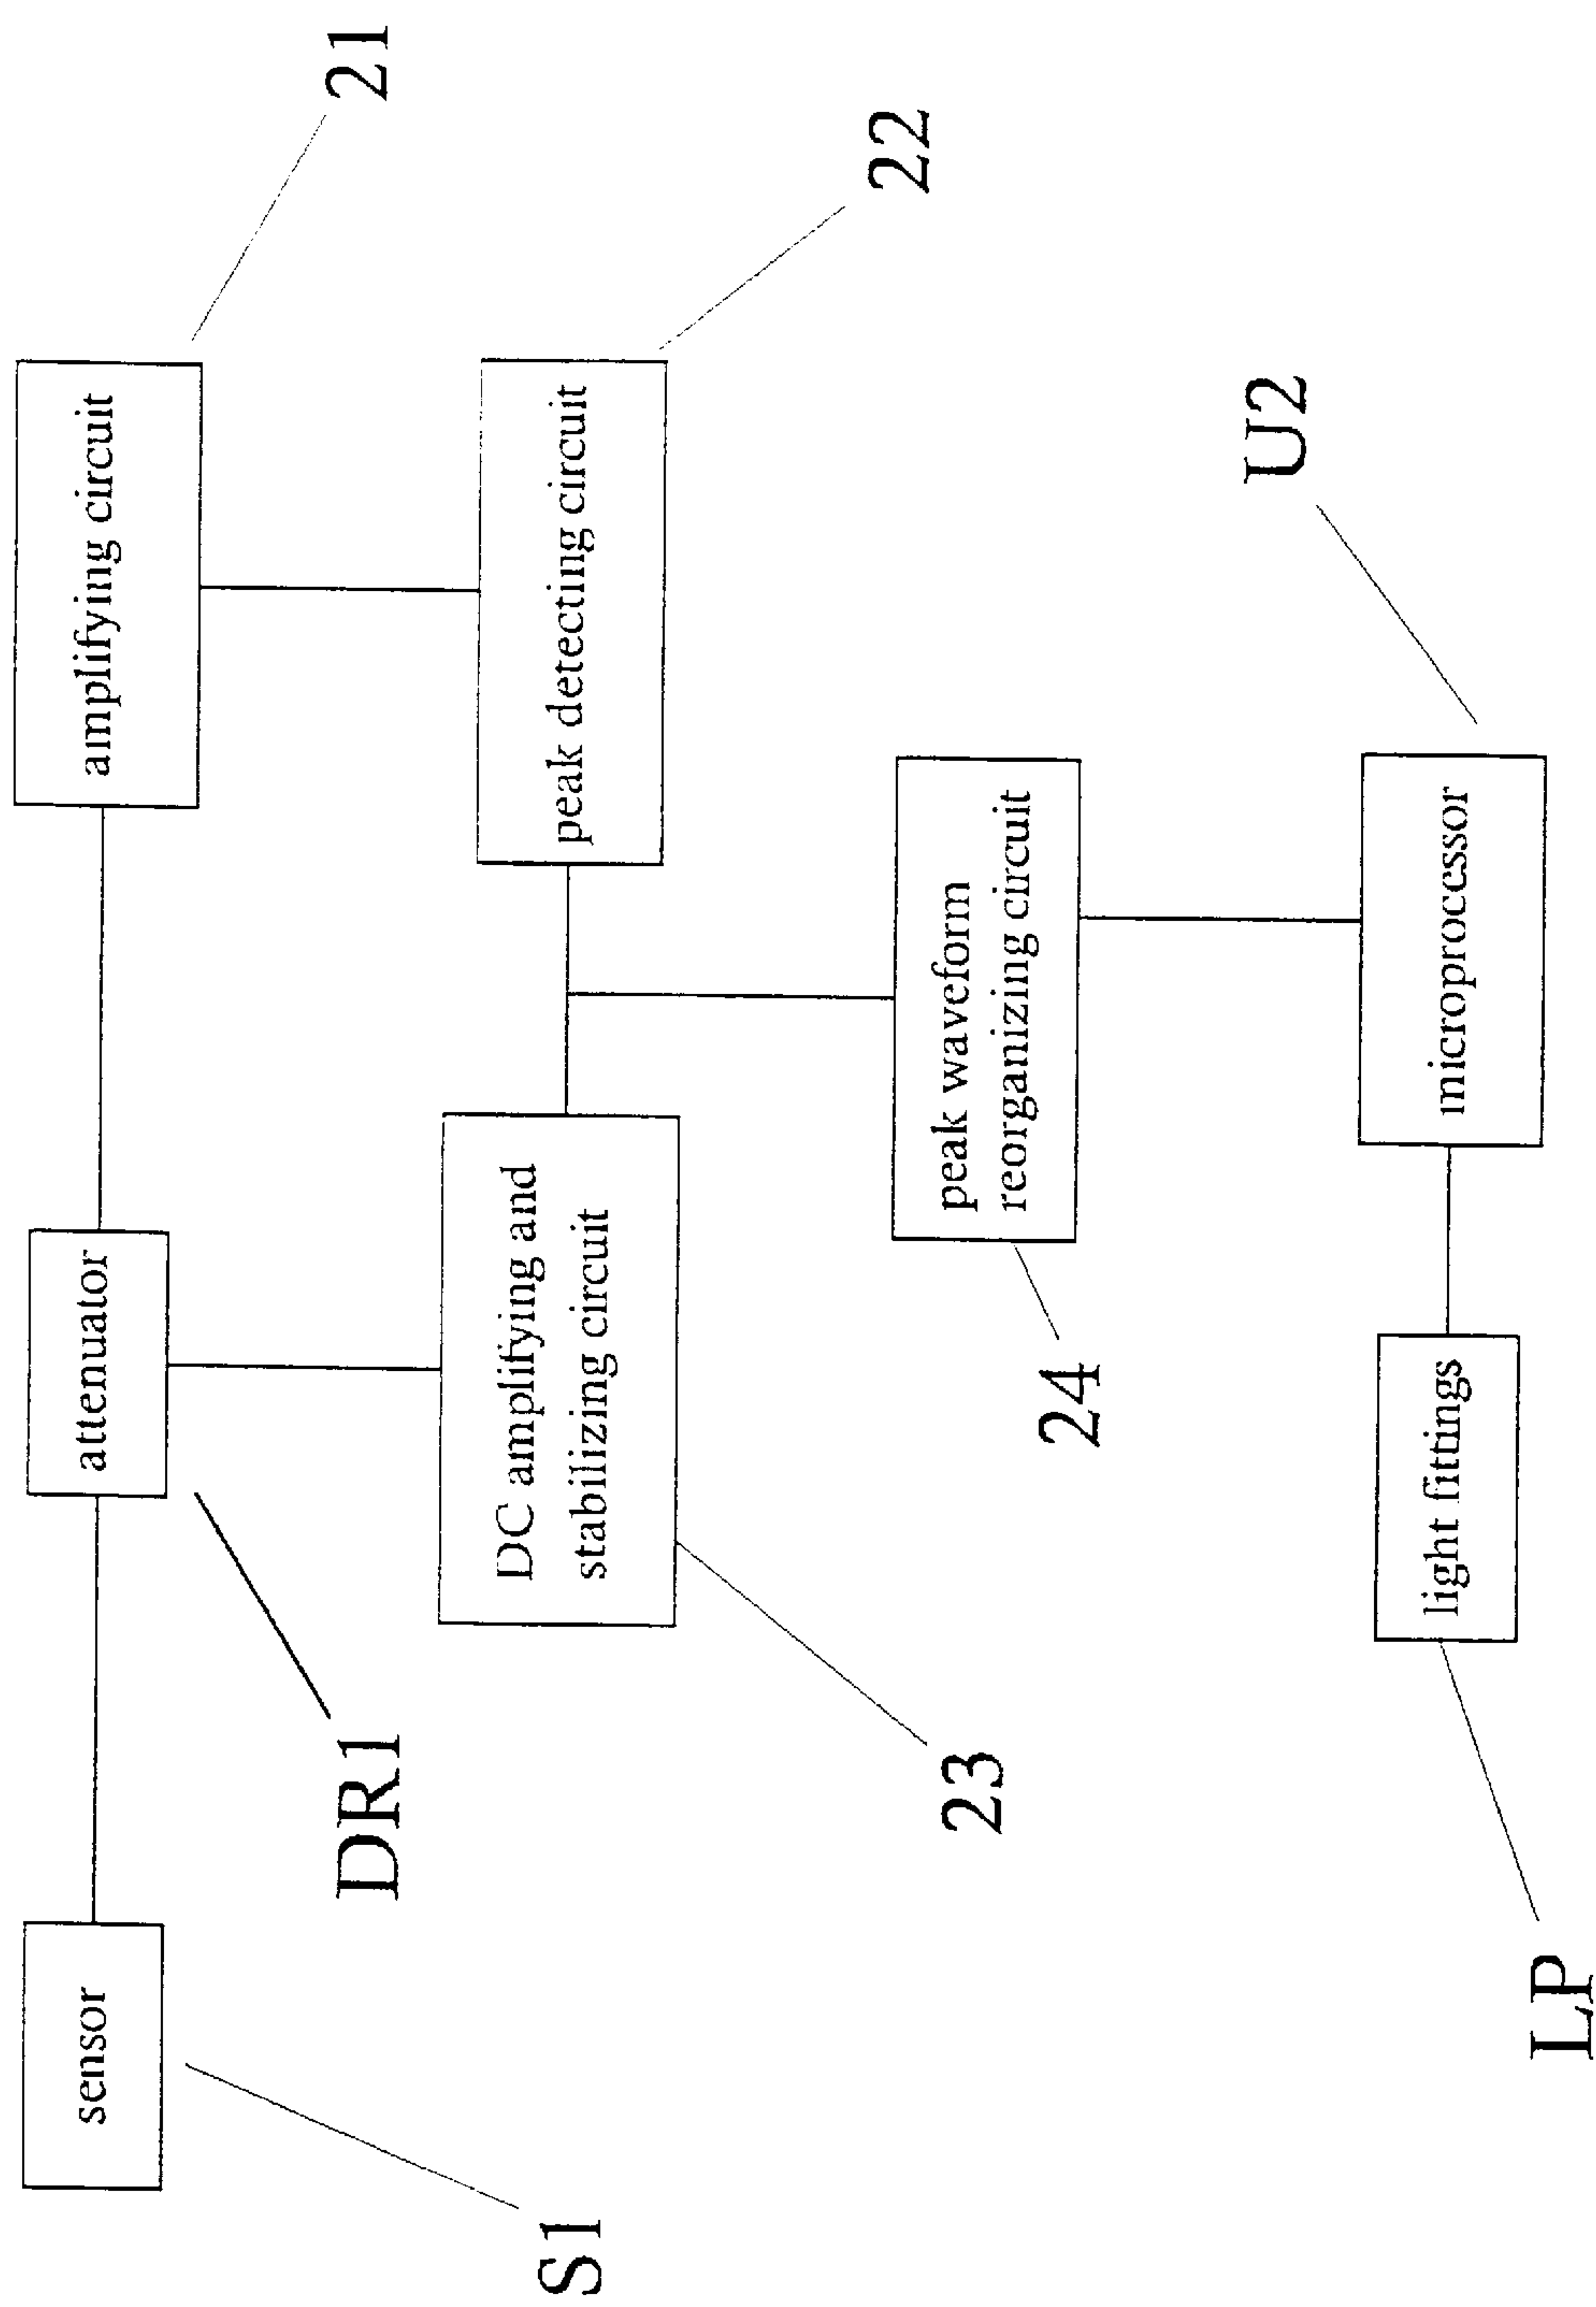 sensor
attenuator
amplifying circuit
S1
DR1
21
DC amplifying and
stabilizing circuit
peak detecting circuit
23
22
peak waveform
reorganizing circuit
24
light fittings
microprocessor
LP
U2